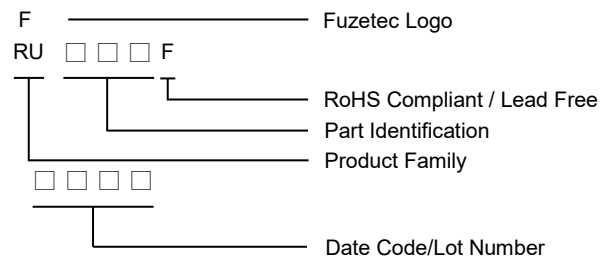 F Fuzetec Logo
RU □ □ □ F
RoHS Compliant / Lead Free
Part Identification
Product Family
□ □ □ □
Date Code/Lot Number